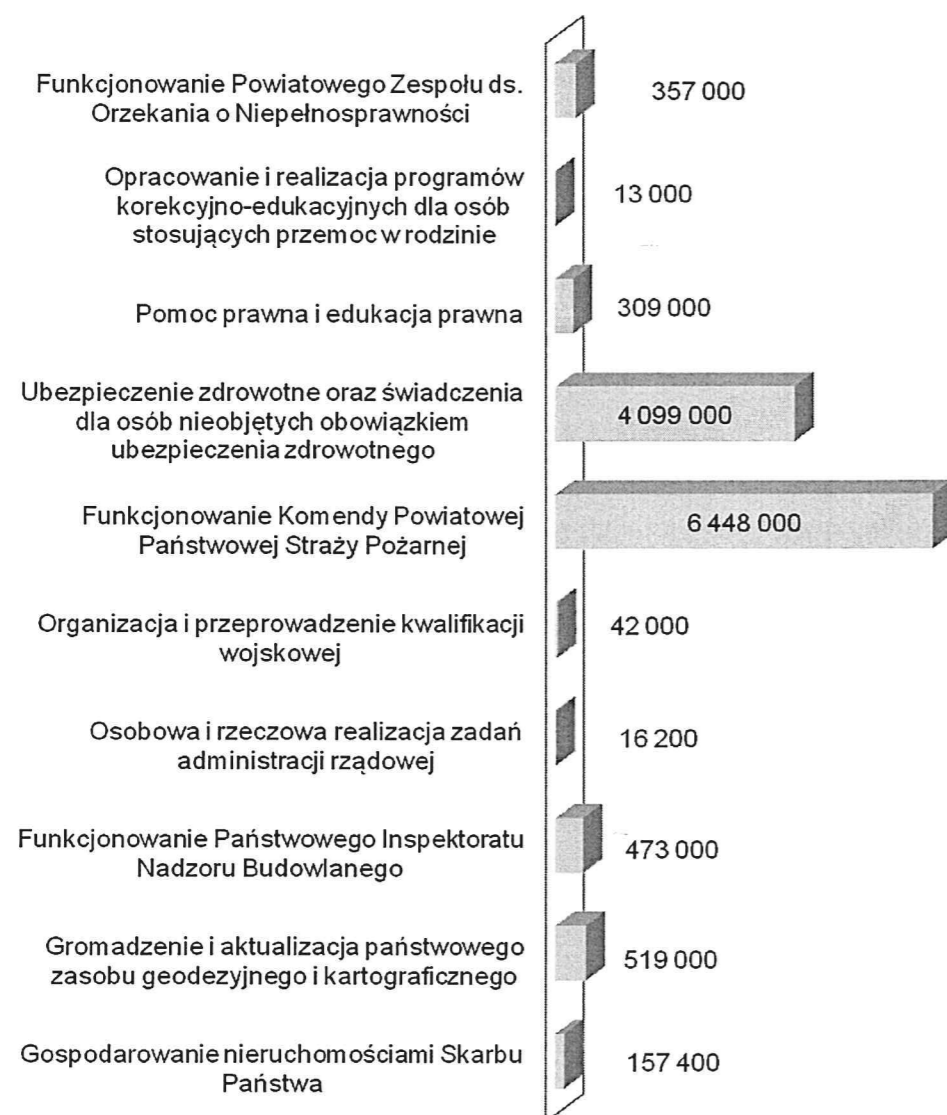 Funkcjonowanie Powiatowego Zespołu ds.
Orzekania o Niepełnosprawności
357 000
Opracowanie i realizacja programów
korekcyjno-edukacyjnych dla osób
stosujących przemoc w rodzinie
13 000
Pomoc prawna i edukacja prawna
309 000
Ubezpieczenie zdrowotne oraz świadczenia
dla osób nieobjętych obowiązkiem
ubezpieczenia zdrowotnego
4 099 000
Funkcjonowanie Komendy Powiatowej
Państwowej Straży Pożarnej
6 448 000
Organizacja i przeprowadzenie kwalifikacji
wojskowej
42 000
Osobowa i rzeczowa realizacja zadań
administracji rządowej
16 200
Funkcjonowanie Państwowego Inspektoratu
Nadzoru Budowlanego
473 000
Gromadzenie i aktualizacja państwowego
zasobu geodezyjnego i kartograficznego
519 000
Gospodarowanie nieruchomościami Skarbu
Państwa
157 400